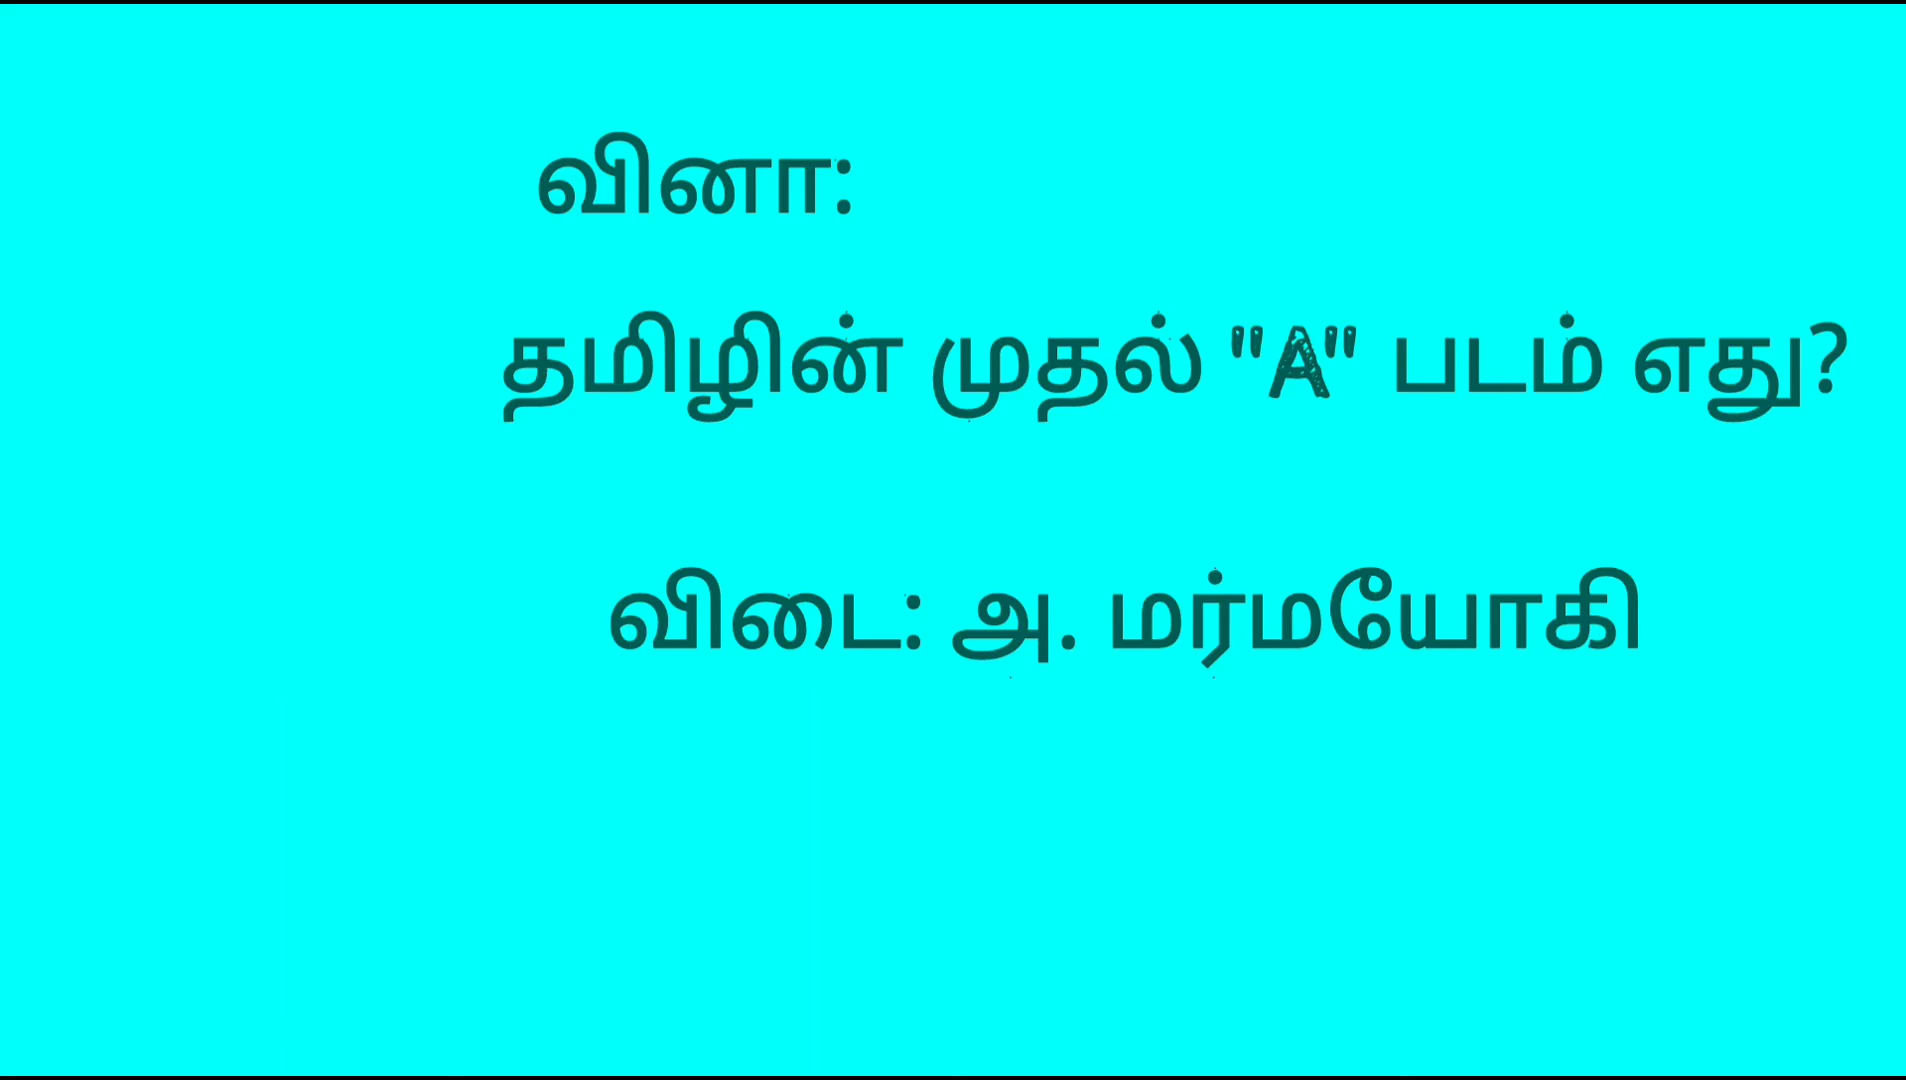 வினா:
தமிழின் முதல் "A" படம் எது?
விடை: அ. மர்மயோகி